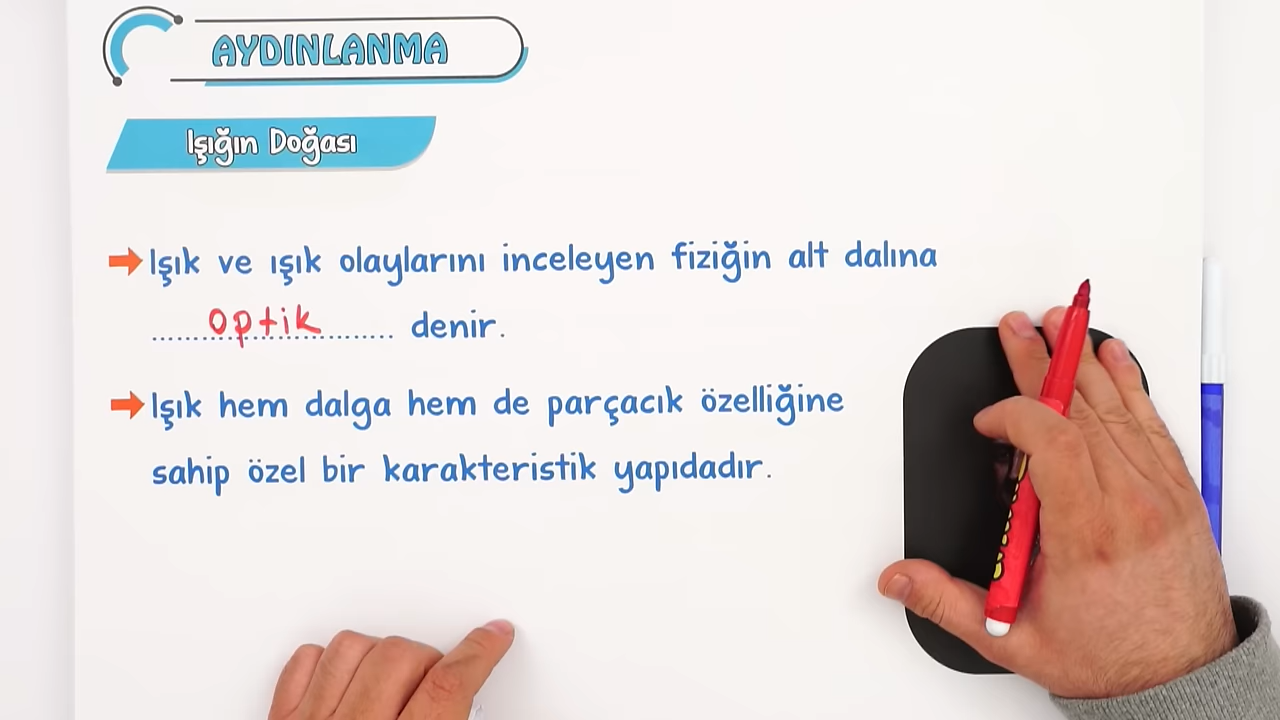 AYDINLANMA
Işığın Doğası
Işık ve ışık olaylarını inceleyen fiziğin alt dalına
optik denir.
Işık hem dalga hem de parçacık özelliğine
sahip özel bir karakteristik yapıdadır.